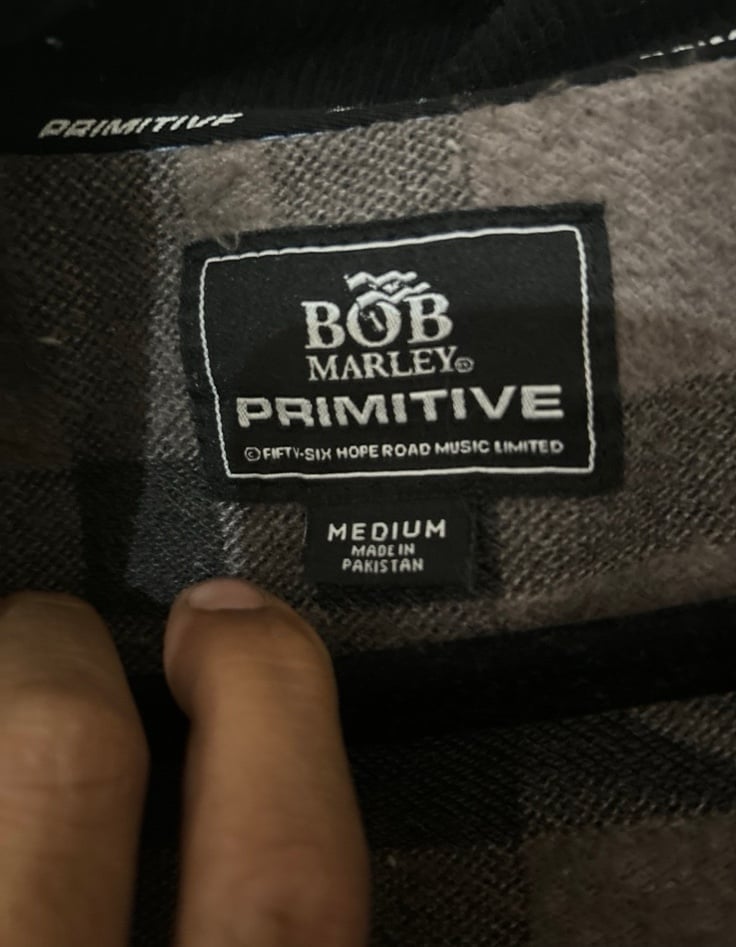 PRIMITIVE
BOB
MARLEY
PRIMITIVE
©FIFTY-SIX HOPE ROAD MUSIC LIMITED
MEDIUM
MADE IN
PAKISTAN